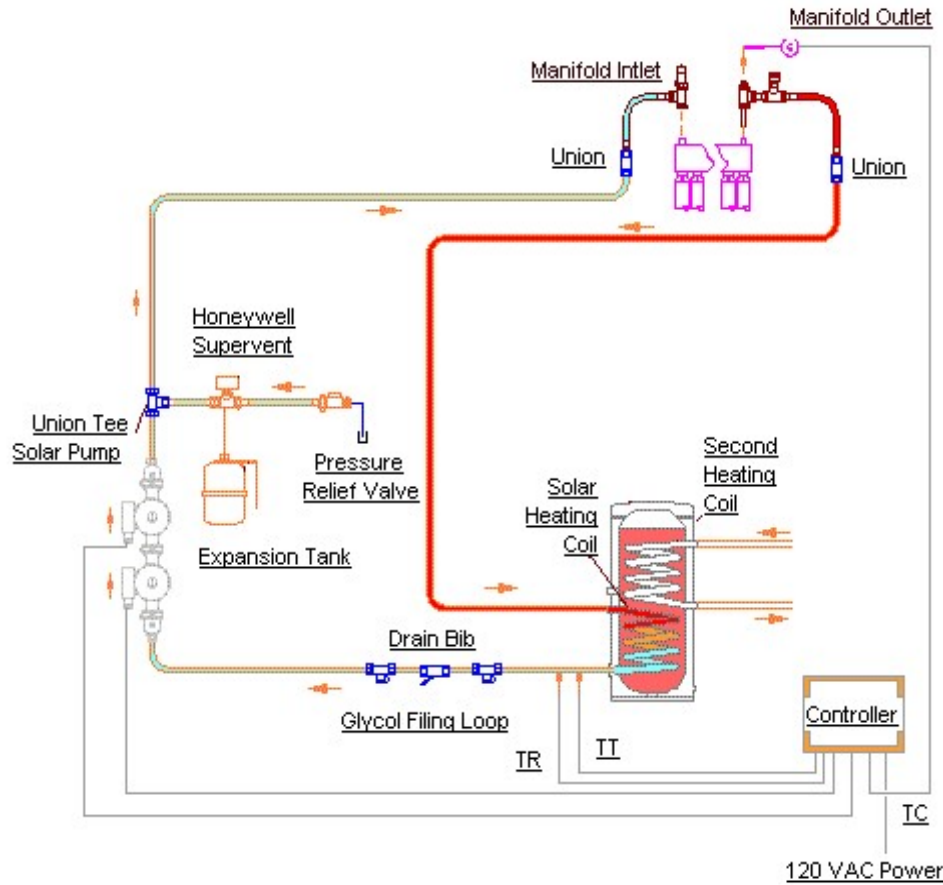 Manifold Outlet
Manifold Intlet
Union
Union
Honeywell
Supervent
Union Tee
Solar Pump
Pressure
Relief Valve
Expansion Tank
Second
Heating
Coil
Solar
Heating
Coil
Drain Bib
Glycol Filing Loop
TR
TT
Controller
TC
120 VAC Power